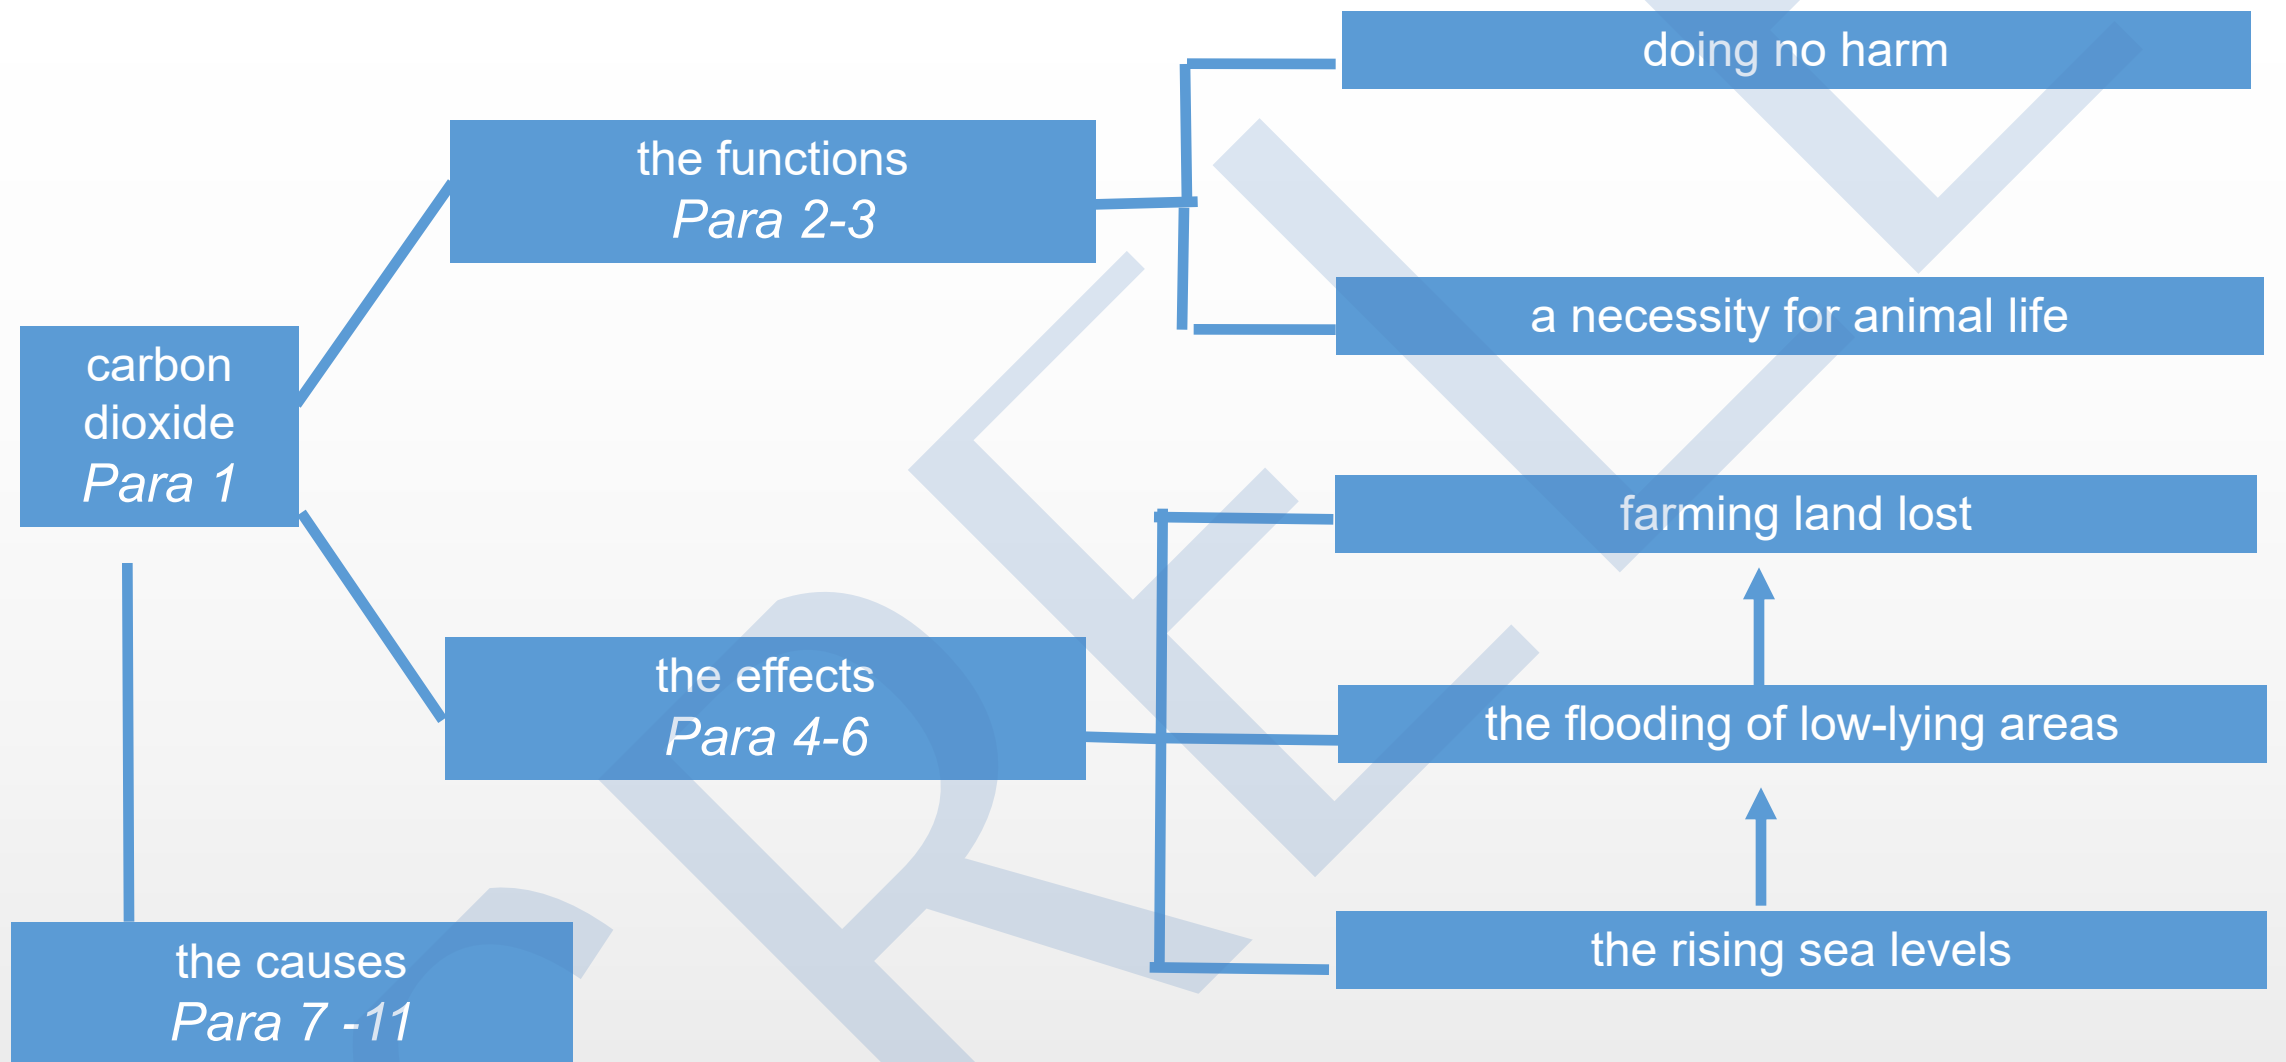 doing no harm
the functions
Para 2-3
a necessity for animal life
carbon
dioxide
Para 1
farming land lost
the effects
Para 4-6
the flooding of low-lying areas
the rising sea levels
the causes
Para 7 -11